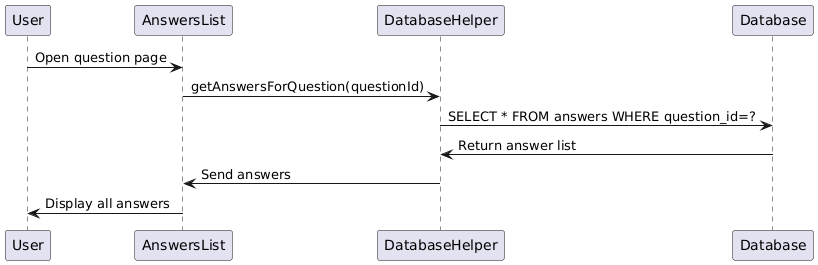 User AnswersList DatabaseHelper Database
Open question page
getAnswersForQuestion(questionId)
SELECT * FROM answers WHERE question_id=?
Return answer list
Send answers
Display all answers
User AnswersList DatabaseHelper Database